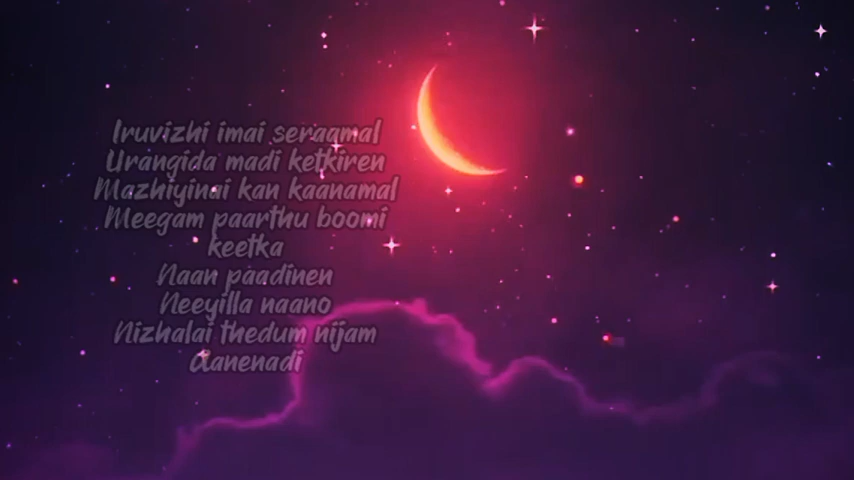 Iruvizhi imai seraamal
Urangida madi ketkiren
Mazhiyinai kan kaanamal
Meegam paarthu boomi
keetka
Naan paadinen
Neeyilla naano
Nizhalai thedum nijam
aanenadi